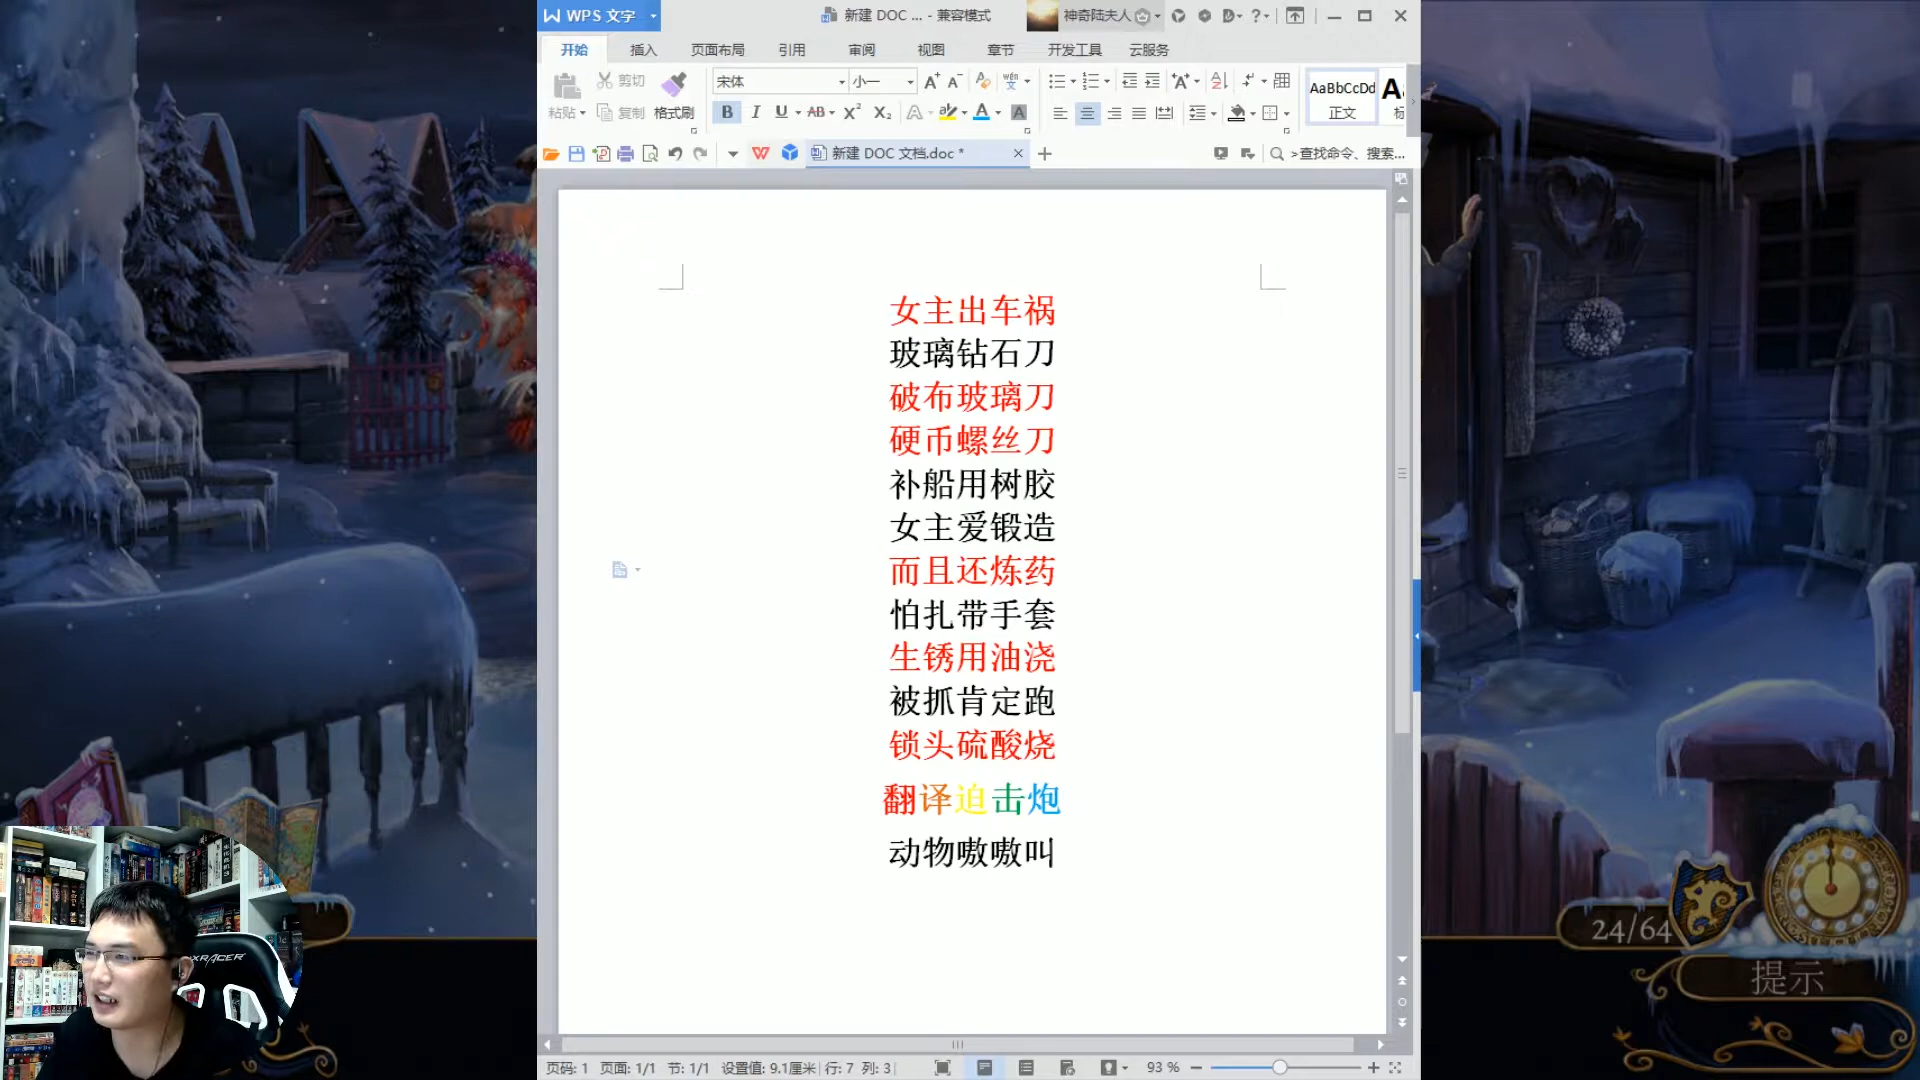 WPS 文字
新建 DOC ... - 兼容模式
神奇陆夫人
开始 插入 页面布局 引用 审阅 视图 章节 开发工具 云服务
粘贴 剪切 复制 格式刷
宋体 小一
AaBbCcDd
正文
新建 DOC 文档.doc *
>查找命令、搜索...
女主出车祸
玻璃钻石刀
破布玻璃刀
硬币螺丝刀
补船用树胶
女主爱锻造
而且还炼药
怕扎带手套
生锈用油浇
被抓肯定跑
锁头硫酸烧
翻译迫击炮
动物嗷嗷叫
24/64
提示
页码: 1 页面: 1/1 节: 1/1 设置值: 9.1厘米 行: 7 列: 3 93 %